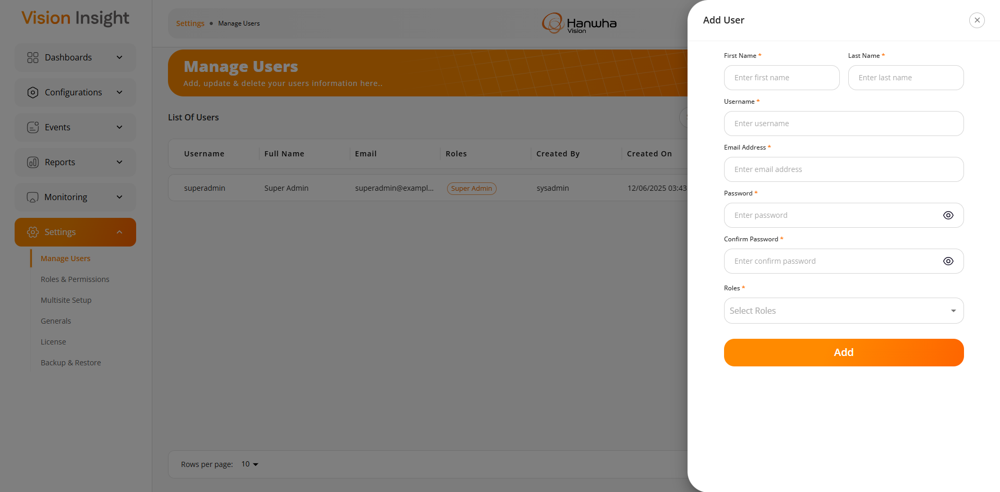 Vision Insight
Dashboards
Configurations
Events
Reports
Monitoring
Settings
Manage Users
Roles & Permissions
Multisite Setup
Generals
License
Backup & Restore
Settings • Manage Users
Hanwha
Vision
Manage Users
Add, update & delete your users information here..
List Of Users
Username Full Name Email Roles Created By Created On
superadmin Super Admin superadmin@exampl... Super Admin sysadmin 12/06/2025 03:43
Rows per page: 10
Add User
First Name * Last Name *
Enter first name Enter last name
Username *
Enter username
Email Address *
Enter email address
Password *
Enter password
Confirm Password *
Enter confirm password
Roles *
Select Roles
Add